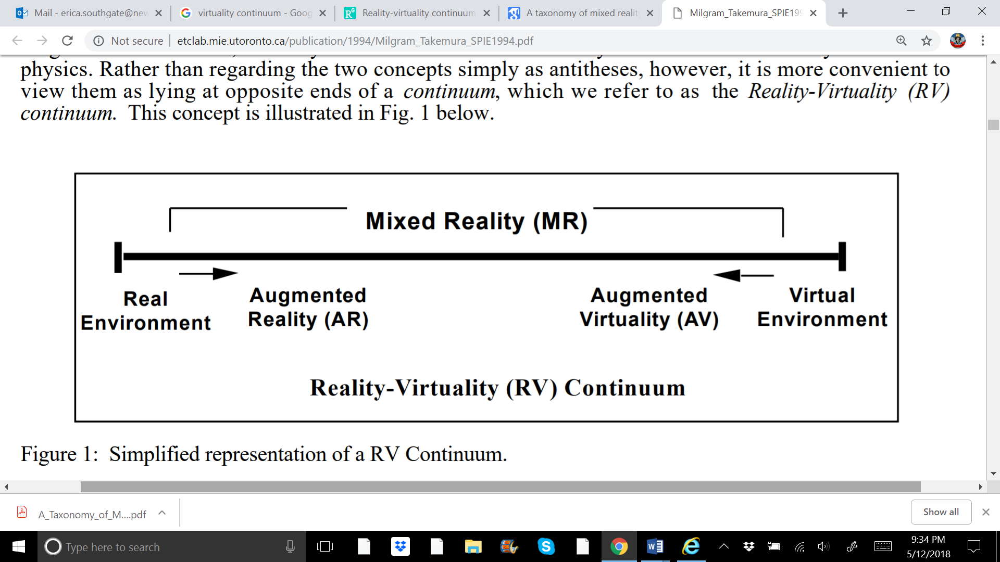 Mail - erica.southgate@new
virtuality continuum - Goog
Reality-virtuality continuum
A taxonomy of mixed reality
Milgram_Takemura_SPIE199
Not secure
etclab.mie.utoronto.ca/publication/1994/Milgram_Takemura_SPIE1994.pdf
physics. Rather than regarding the two concepts simply as antitheses, however, it is more convenient to
view them as lying at opposite ends of a continuum, which we refer to as the Reality-Virtuality (RV)
continuum. This concept is illustrated in Fig. 1 below.
Mixed Reality (MR)
Real
Environment
Augmented
Reality (AR)
Augmented
Virtuality (AV)
Virtual
Environment
Reality-Virtuality (RV) Continuum
Figure 1: Simplified representation of a RV Continuum.
A_Taxonomy_of_M....pdf
Show all
Type here to search
9:34 PM
5/12/2018